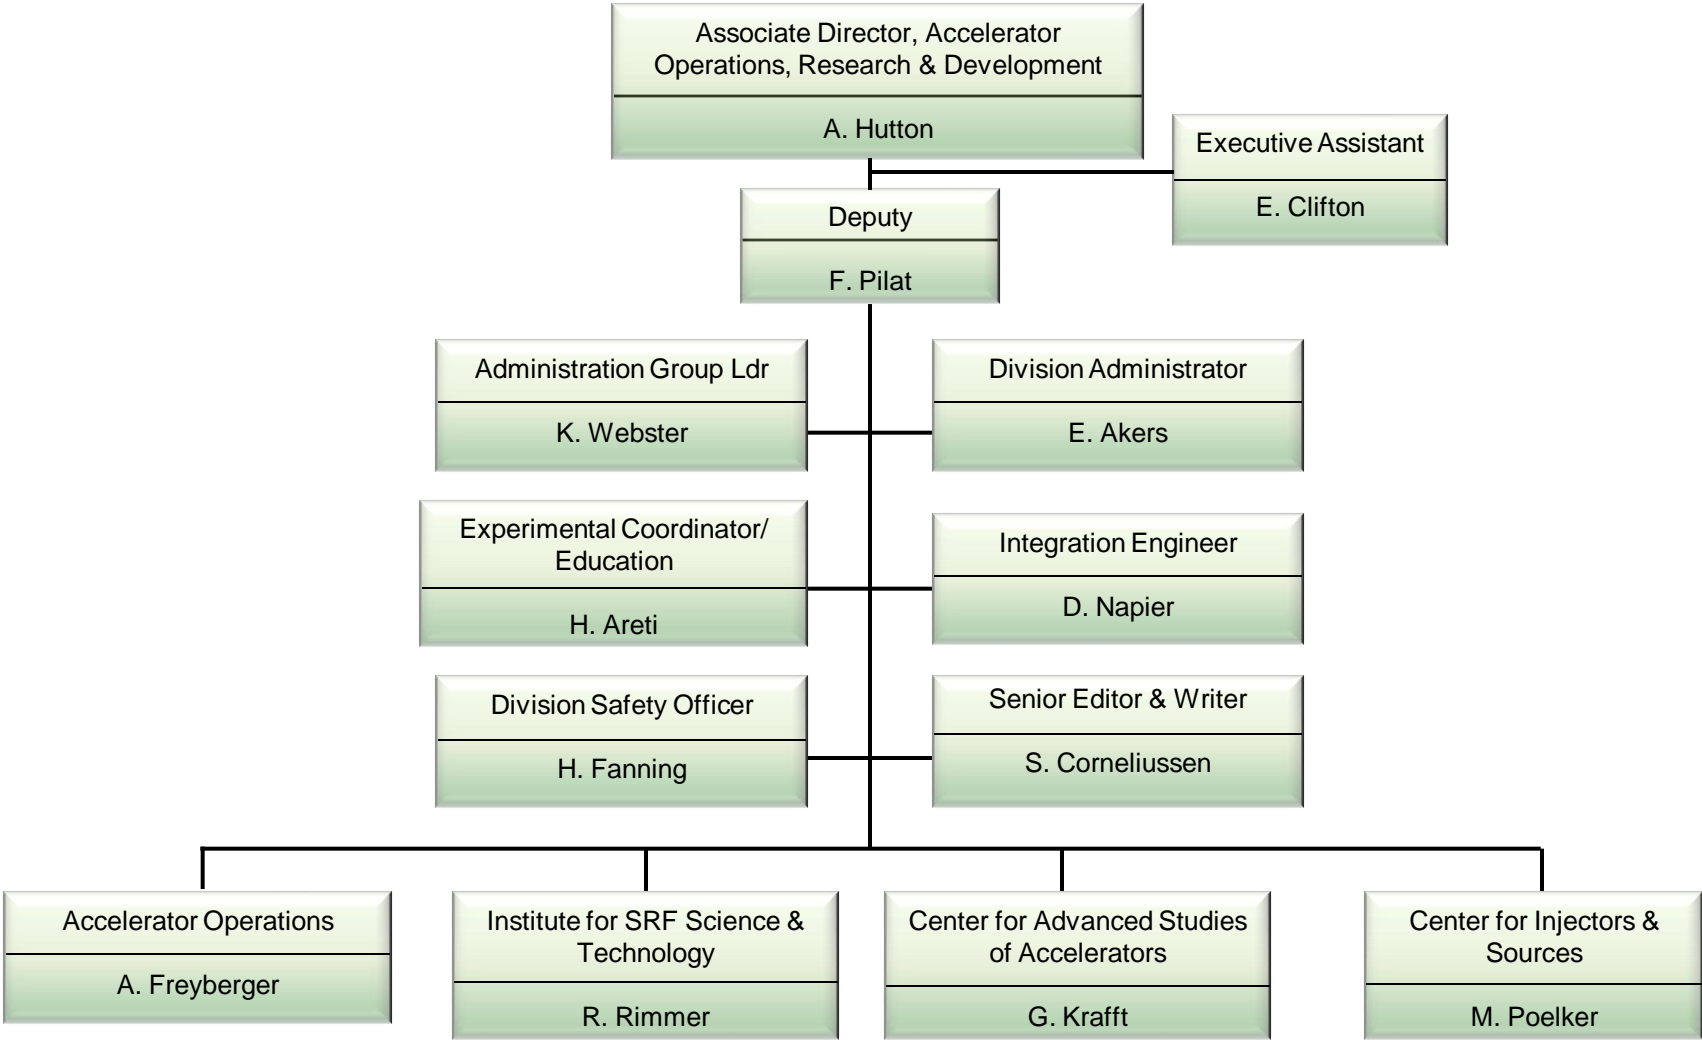 Associate Director, Accelerator
Operations, Research & Development
A. Hutton
Executive Assistant
E. Clifton
Deputy
F. Pilat
Administration Group Ldr
K. Webster
Division Administrator
E. Akers
Experimental Coordinator/
Education
H. Areti
Integration Engineer
D. Napier
Division Safety Officer
H. Fanning
Senior Editor & Writer
S. Corneliussen
Accelerator Operations
A. Freyberger
Institute for SRF Science &
Technology
R. Rimmer
Center for Advanced Studies
of Accelerators
G. Krafft
Center for Injectors &
Sources
M. Poelker